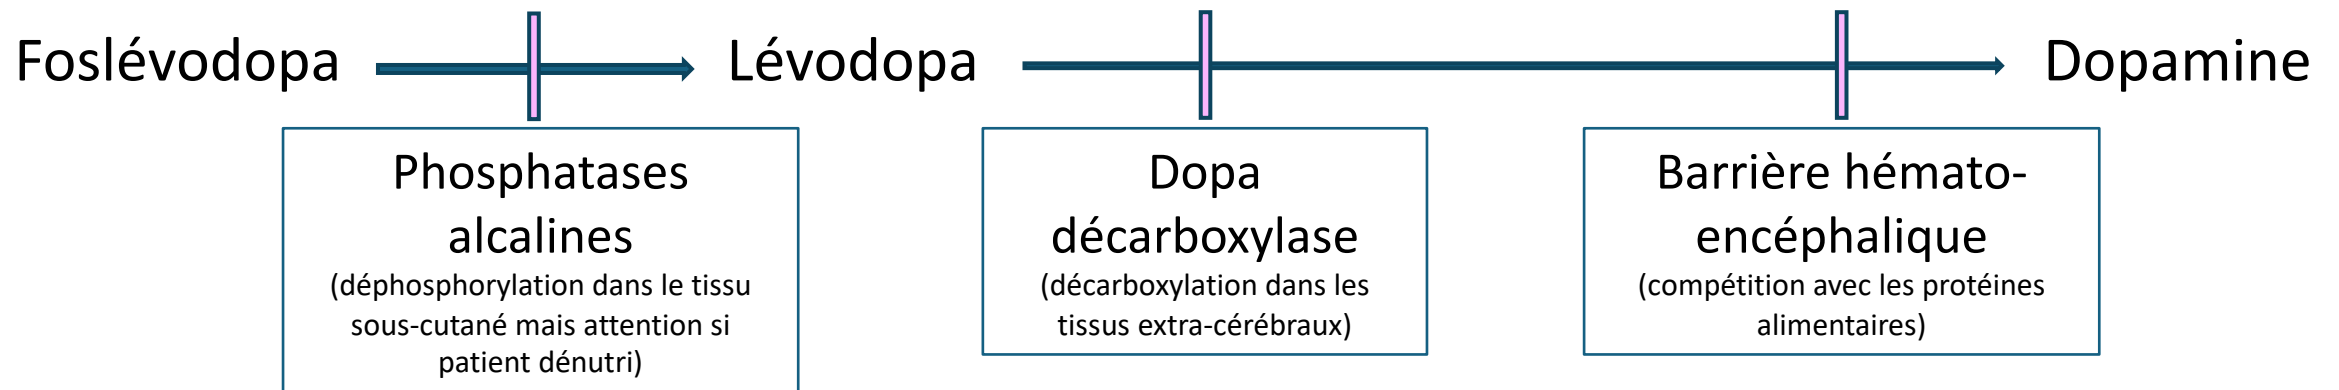 Foslévodopa
Lévodopa
Dopamine
Phosphatases
alcalines
(déphosphorylation dans le tissu
sous-cutané mais attention si
patient dénutri)
Dopa
décarboxylase
(décarboxylation dans les
tissus extra-cérébraux)
Barrière hémato-
encéphalique
(compétition avec les protéines
alimentaires)